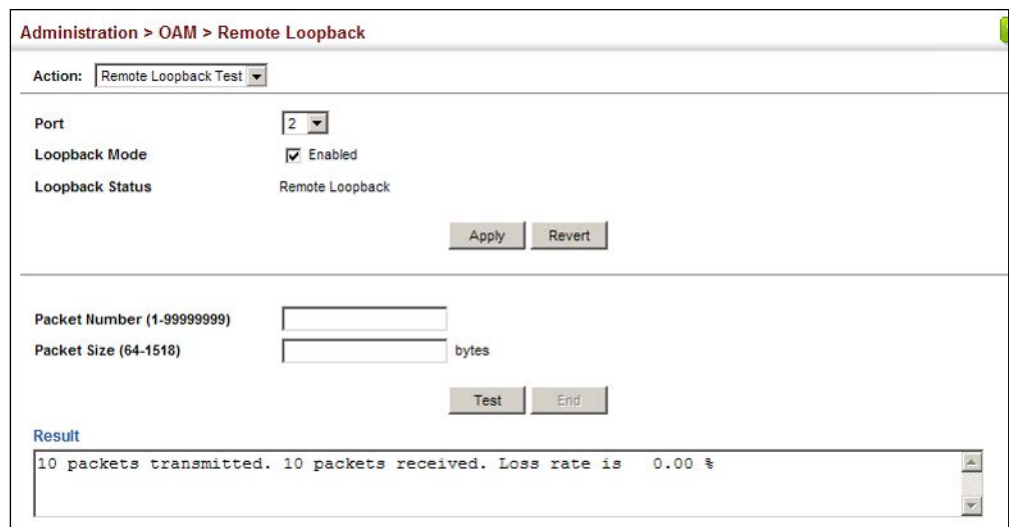 Administration > OAM > Remote Loopback
Action: Remote Loopback Test
Port 2
Loopback Mode Enabled
Loopback Status Remote Loopback
Apply Revert
Packet Number (1-99999999)
Packet Size (64-1518) bytes
Test End
Result
10 packets transmitted. 10 packets received. Loss rate is 0.00 %